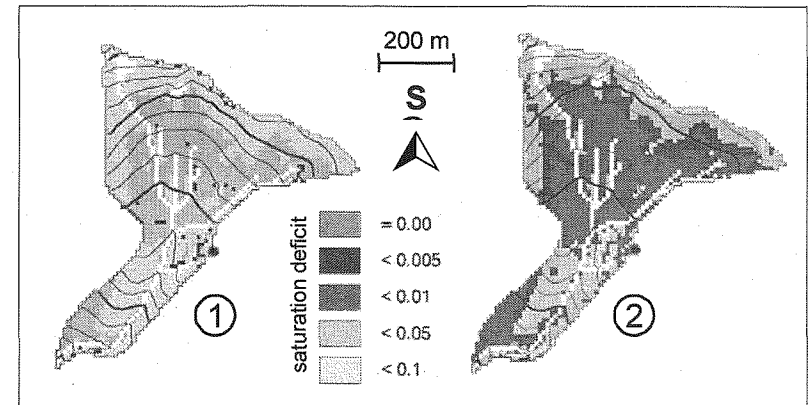 200 m
S
saturation deficit
= 0.00
< 0.005
< 0.01
< 0.05
< 0.1
1
2